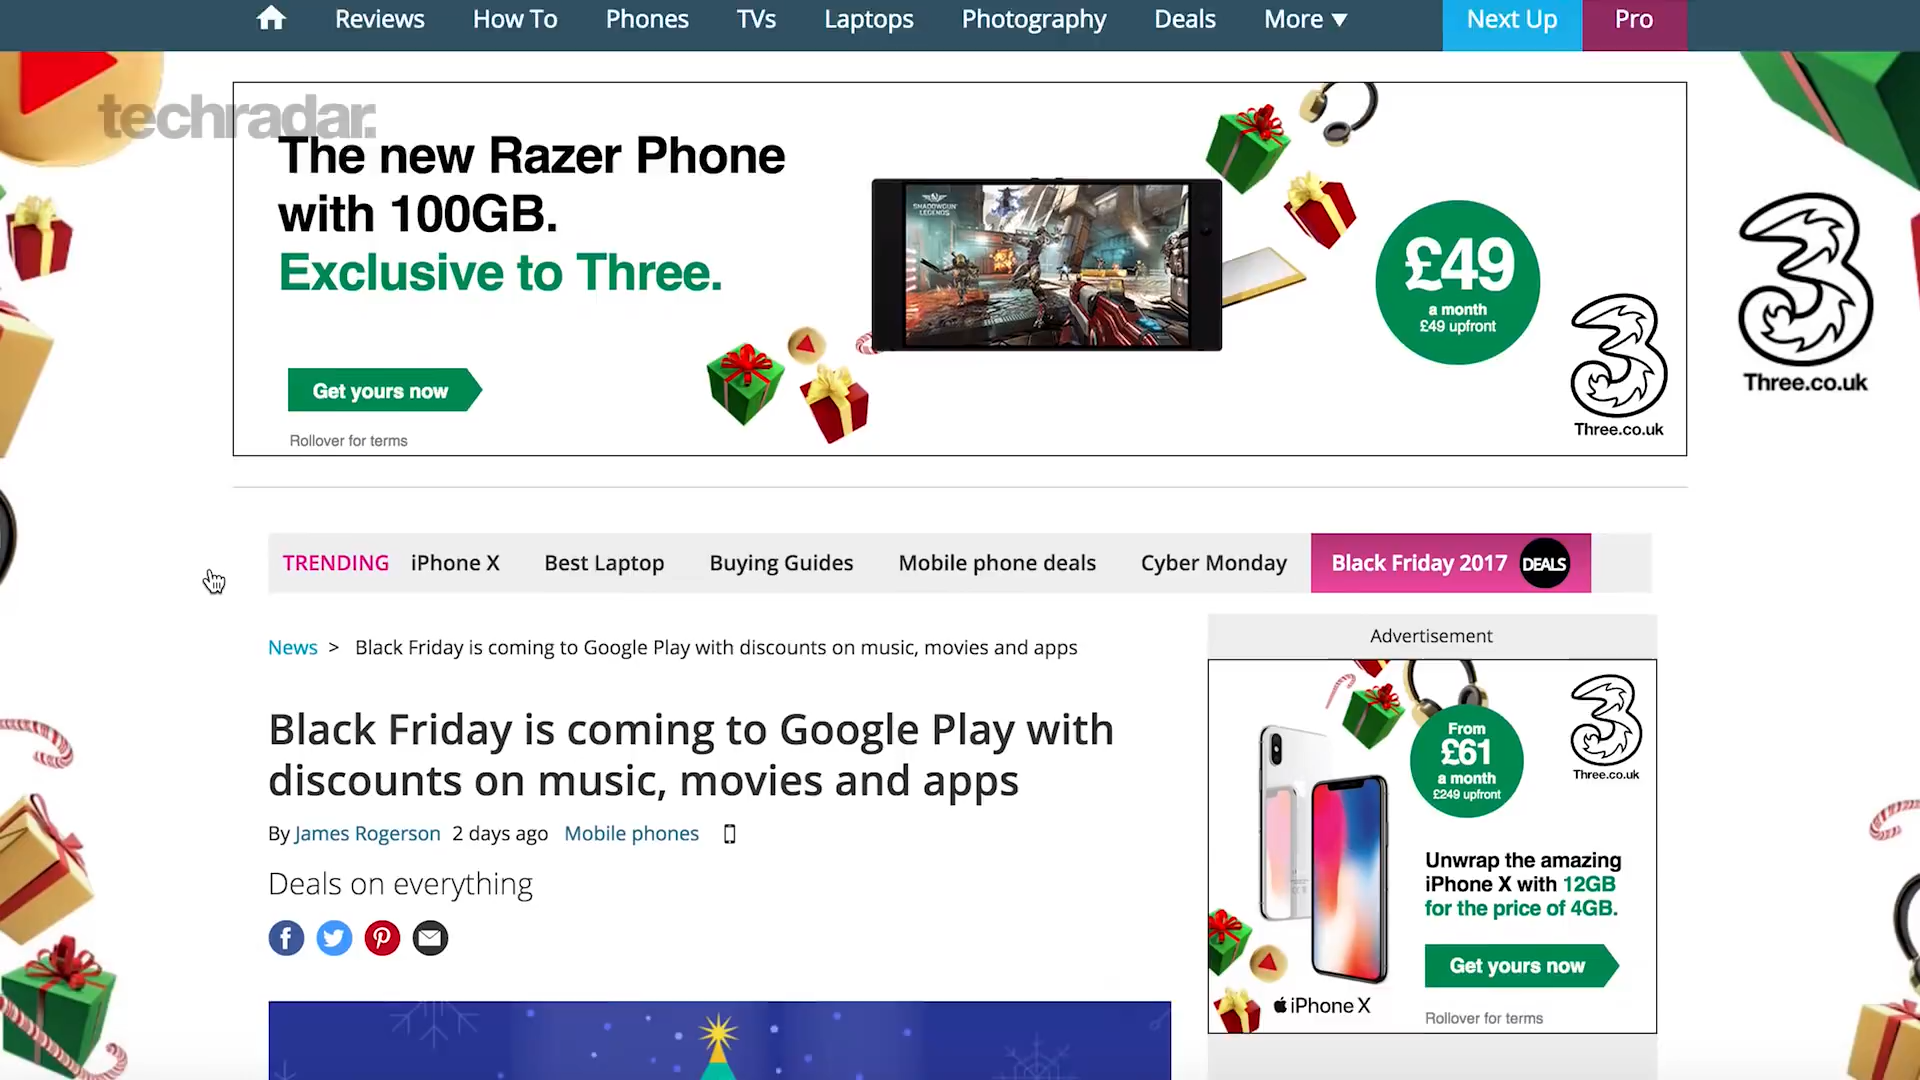 Reviews How To Phones TVs Laptops Photography Deals More ▼ Next Up Pro
techradar.
The new Razer Phone
with 100GB.
Exclusive to Three.
SHADOWGUN
LEGENDS
£49
a month
£49 upfront
Get yours now
Rollover for terms
Three.co.uk
Three.co.uk
TRENDING iPhone X Best Laptop Buying Guides Mobile phone deals Cyber Monday Black Friday 2017 DEALS
News > Black Friday is coming to Google Play with discounts on music, movies and apps
Black Friday is coming to Google Play with
discounts on music, movies and apps
By James Rogerson 2 days ago Mobile phones
Deals on everything
Advertisement
From
£61
a month
£249 upfront
Three.co.uk
Unwrap the amazing
iPhone X with 12GB
for the price of 4GB.
Get yours now
iPhone X
Rollover for terms